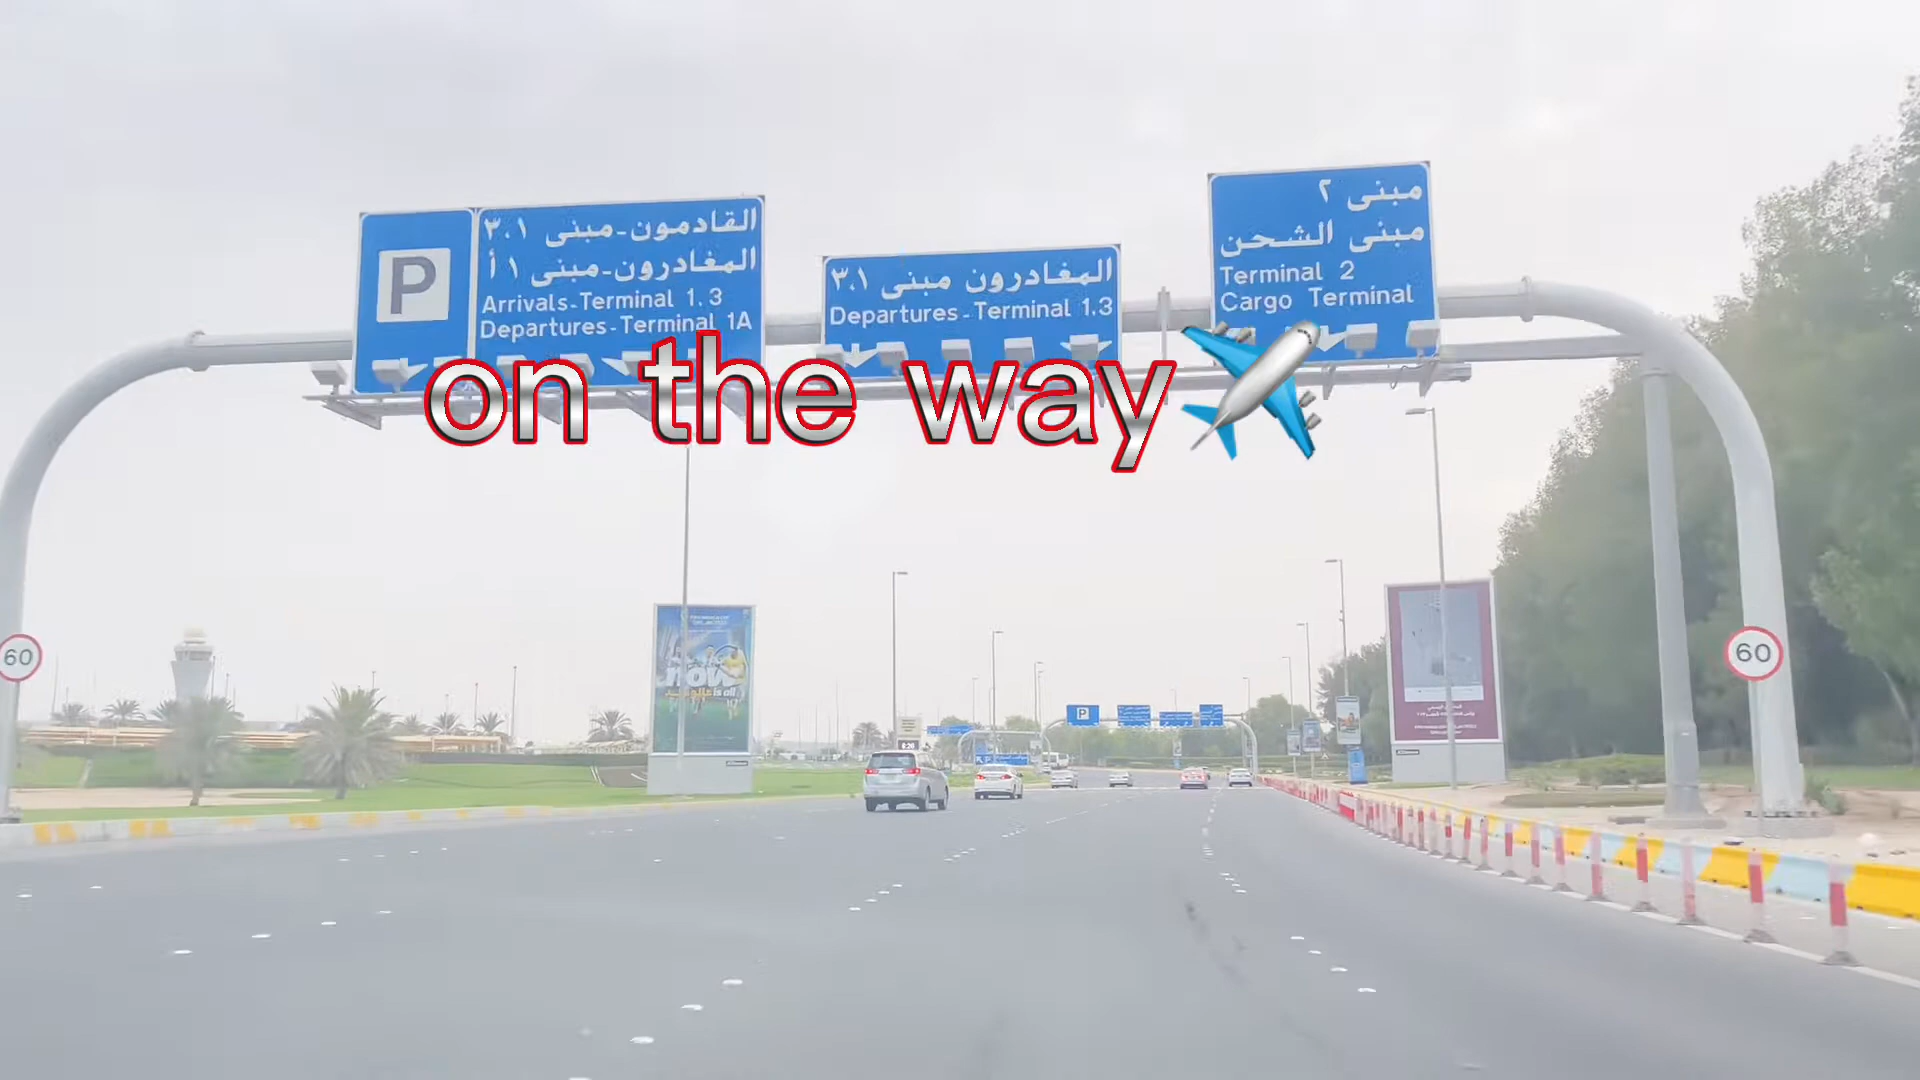 P
القادمون-مبنى ٣،١
المغادرون-مبنى ١ أ
Arrivals-Terminal 1, 3
Departures-Terminal 1A
المغادرون مبنى ٣،١
Departures-Terminal 1,3
مبنى ٢
مبنى الشحن
Terminal 2
Cargo Terminal
on the way✈️
60
60
P